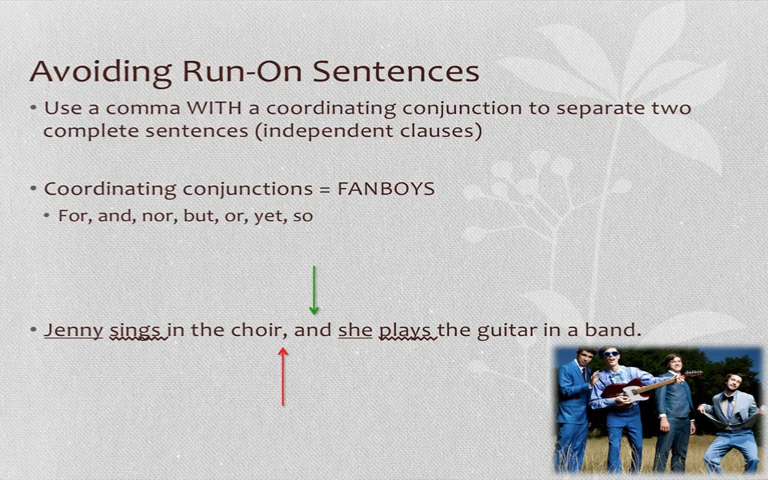 Avoiding Run-On Sentences
• Use a comma WITH a coordinating conjunction to separate two
complete sentences (independent clauses)
• Coordinating conjunctions = FANBOYS
• For, and, nor, but, or, yet, so
• Jenny sings in the choir, and she plays the guitar in a band.